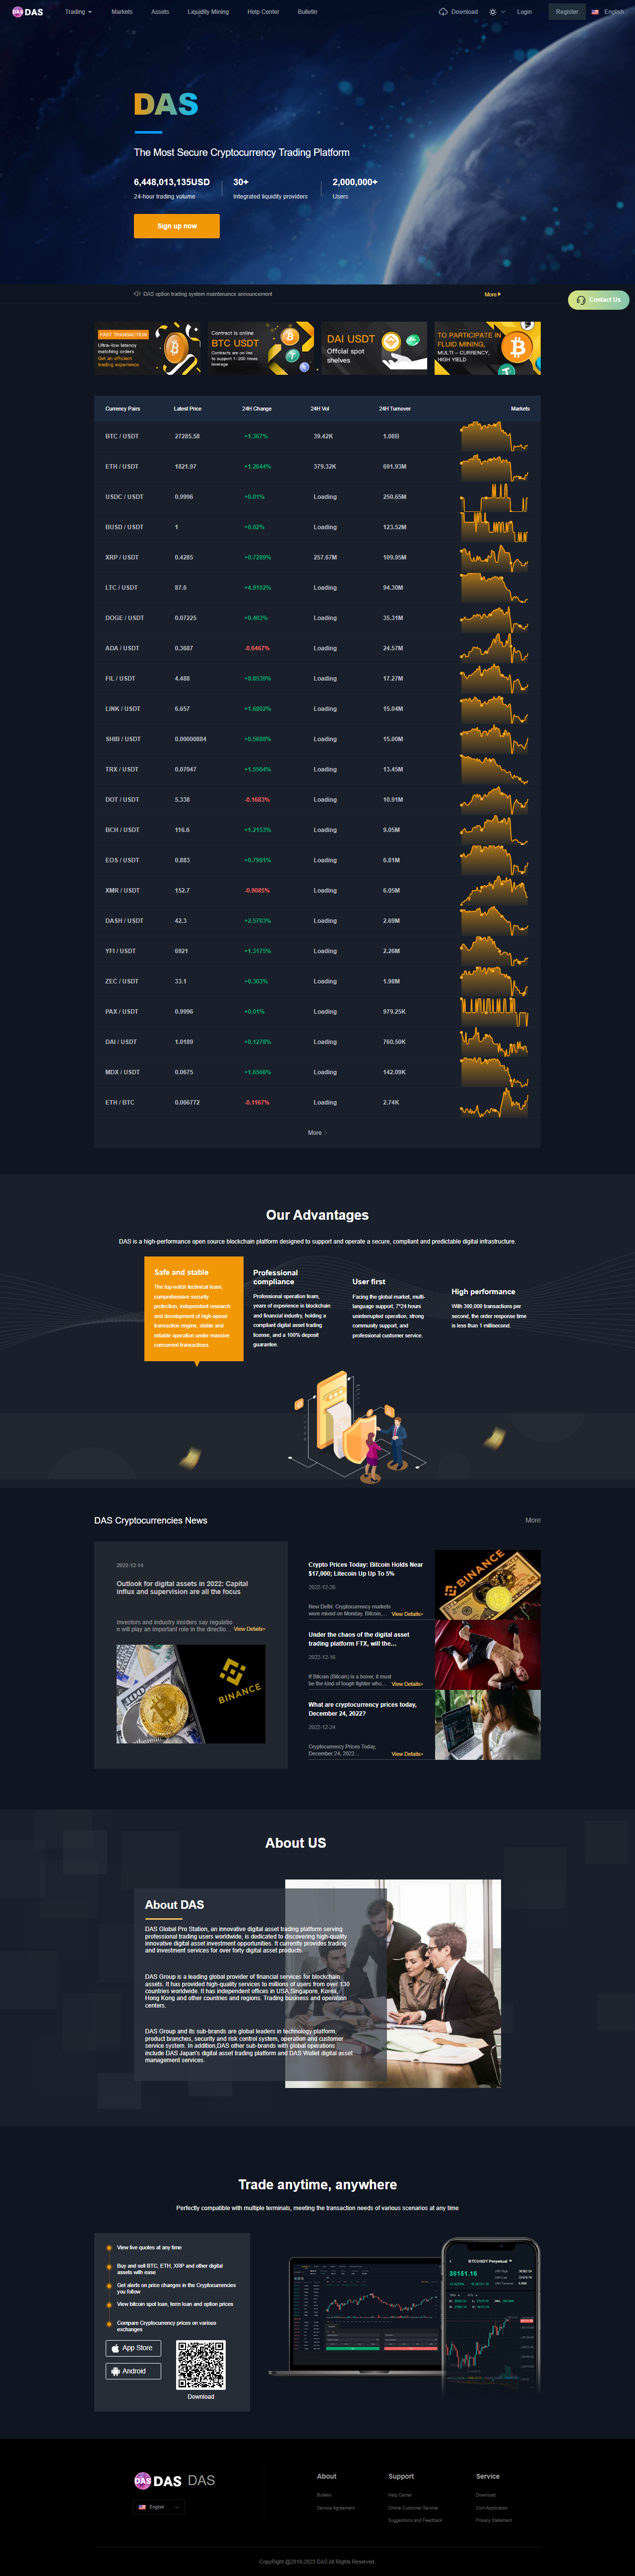 DAS DAS
Trading
Markets
Assets
Liquidity Mining
Help Center
Bulletin
Download
Login
Register
English
DAS
The Most Secure Cryptocurrency Trading Platform
6,448,013,135USD
24-hour trading volume
30+
Integrated liquidity providers
2,000,000+
Users
Sign up now
DAS option trading system maintenance announcement
More
Contact Us
FAST TRANSACTION
Ultra-low latency
matching orders
Get an efficient
trading experience
Contract is online
BTC USDT
Contracts are on-line
to support 1~200 times
leverage
DAI USDT
Offcial spot
shelves
TO PARTICIPATE IN
FLUID MINING,
MULTI - CURRENCY,
HIGH YIELD
Currency Pairs Latest Price 24H Change 24H Vol 24H Turnover Markets
BTC / USDT 27285.58 +1.367% 39.42K 1.08B
ETH / USDT 1821.97 +1.2644% 379.32K 691.93M
USDC / USDT 0.9996 +0.01% Loading 250.65M
BUSD / USDT 1 +0.02% Loading 123.52M
XRP / USDT 0.4285 +0.7289% 257.67M 109.95M
LTC / USDT 87.6 +4.9102% Loading 94.30M
DOGE / USDT 0.07225 +0.403% Loading 35.31M
ADA / USDT 0.3687 -0.6467% Loading 24.57M
FIL / USDT 4.488 +0.8539% Loading 17.27M
LINK / USDT 6.657 +1.6802% Loading 15.04M
SHIB / USDT 0.00000884 +0.5688% Loading 15.00M
TRX / USDT 0.07047 +1.5564% Loading 13.45M
DOT / USDT 5.338 -0.1683% Loading 10.91M
BCH / USDT 116.6 +1.2153% Loading 9.05M
EOS / USDT 0.883 +0.7991% Loading 6.81M
XMR / USDT 152.7 -0.9085% Loading 6.05M
DASH / USDT 42.3 +2.5703% Loading 2.69M
YFI / USDT 6921 +1.3175% Loading 2.26M
ZEC / USDT 33.1 +0.303% Loading 1.98M
PAX / USDT 0.9996 +0.01% Loading 979.25K
DAI / USDT 1.0189 +0.1278% Loading 760.50K
MDX / USDT 0.0675 +1.6566% Loading 142.09K
ETH / BTC 0.066772 -0.1167% Loading 2.74K
More >
Our Advantages
DAS is a high-performance open source blockchain platform designed to support and operate a secure, compliant and predictable digital infrastructure.
Safe and stable
The top-notch technical team,
comprehensive security
protection, independent research
and development of high-speed
transaction engine, stable and
reliable operation under massive
concurrent transactions.
Professional
compliance
Professional operation team,
years of experience in blockchain
and financial industry, holding a
compliant digital asset trading
license, and a 100% deposit
guarantee.
User first
Facing the global market, multi-
language support, 7*24 hours
uninterrupted operation, strong
community support, and
professional customer service.
High performance
With 300,000 transactions per
second, the order response time
is less than 1 millisecond.
DAS Cryptocurrencies News
More
2022-12-14
Outlook for digital assets in 2022: Capital
influx and supervision are all the focus
Investors and industry insiders say regulatio
n will play an important role in the directio... View Details>
BINANCE
Crypto Prices Today: Bitcoin Holds Near
$17,000; Litecoin Up Up To 5%
2022-12-26
New Delhi: Cryptocurrency markets
were mixed on Monday. Bitcoin,... View Details>
BINANCE
Under the chaos of the digital asset
trading platform FTX, will the...
2022-12-16
If Bitcoin (Bitcoin) is a boxer, it must
be the kind of tough fighter who... View Details>
What are cryptocurrency prices today,
December 24, 2022?
2022-12-24
Cryptocurrency Prices Today,
December 24, 2022... View Details>
About US
About DAS
DAS Global Pro Station, an innovative digital asset trading platform serving
professional trading users worldwide, is dedicated to discovering high-quality
innovative digital asset investment opportunities. It currently provides trading
and investment services for over forty digital asset products
DAS Group is a leading global provider of financial services for blockchain
assets. It has provided high-quality services to millions of users from over 130
countries worldwide. It has independent offices in USA,Singapore, Korea,
Hong Kong and other countries and regions. Trading business and operation
centers.
DAS Group and its sub-brands are global leaders in technology platform,
product branches, security and risk control system, operation and customer
service system. In addition,DAS other sub-brands with global operations
include DAS Japan's digital asset trading platform and DAS Wallet digital asset
management services.
Trade anytime, anywhere
Perfectly compatible with multiple terminals, meeting the transaction needs of various scenarios at any time
View live quotes at any time
Buy and sell BTC, ETH, XRP and other digital
assets with ease
Get alerts on price changes in the Cryptocurrencies
you follow
View bitcoin spot loan, term loan and option prices
Compare Cryptocurrency prices on various
exchanges
App Store
Android
Download
BTC/USDT Perpetual
38151.16
DAS DAS DAS
English
About
Bulletin
Service Agreement
Support
Help Center
Online Customer Service
Suggestions and Feedback
Service
Download
Coin Application
Privacy Statement
CopyRight @2018-2023 DAS All Rights Reserved.